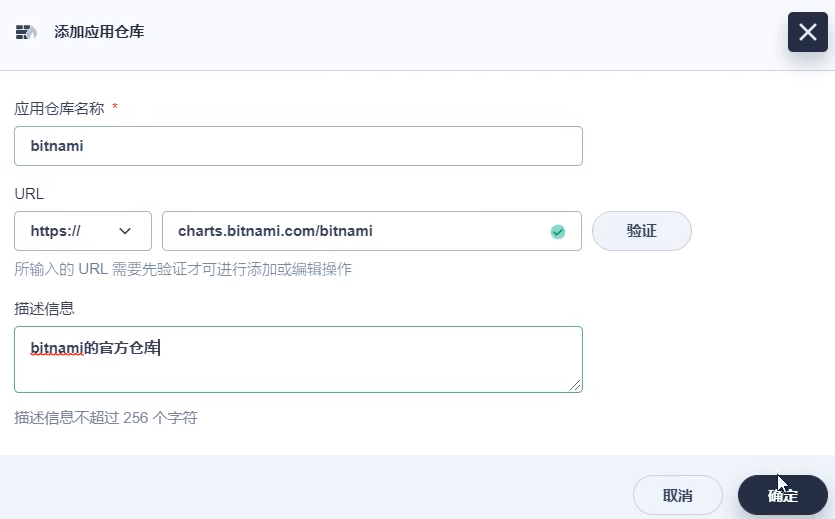 添加应用仓库
应用仓库名称 *
bitnami
URL
https:// charts.bitnami.com/bitnami 验证
所输入的 URL 需要先验证才可进行添加或编辑操作
描述信息
bitnami的官方仓库
描述信息不超过 256 个字符
取消 确定